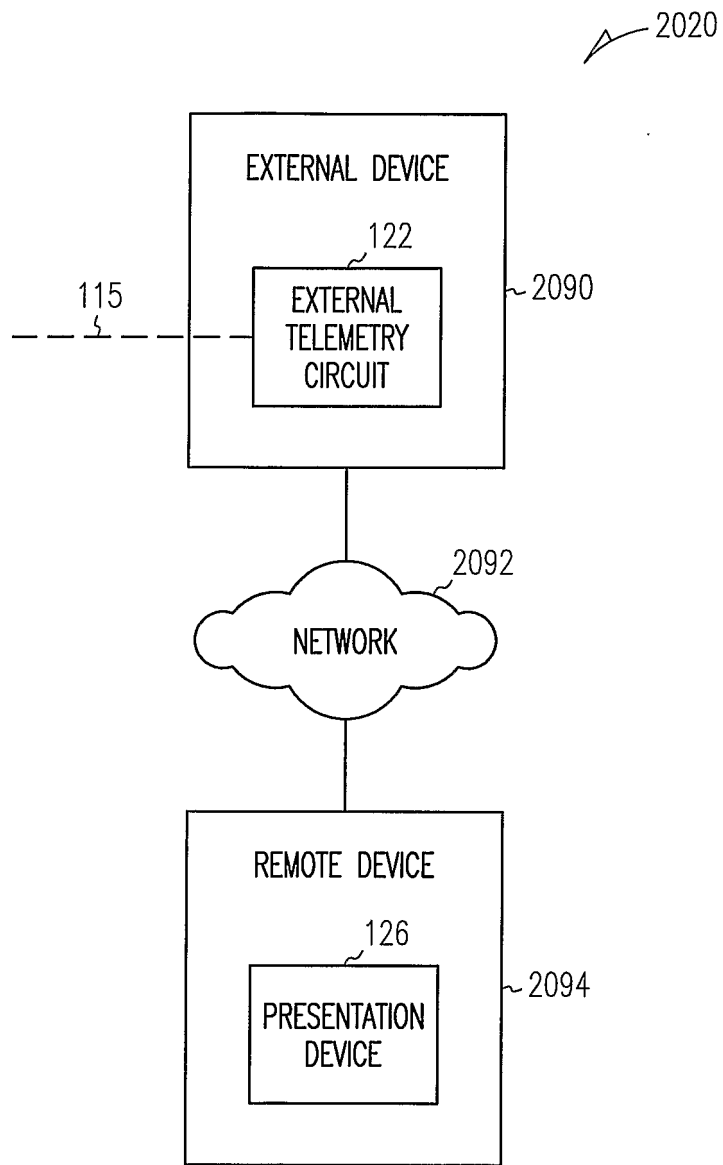 2020
EXTERNAL DEVICE
122
115
EXTERNAL
TELEMETRY
CIRCUIT
2090
2092
NETWORK
REMOTE DEVICE
126
PRESENTATION
DEVICE
2094